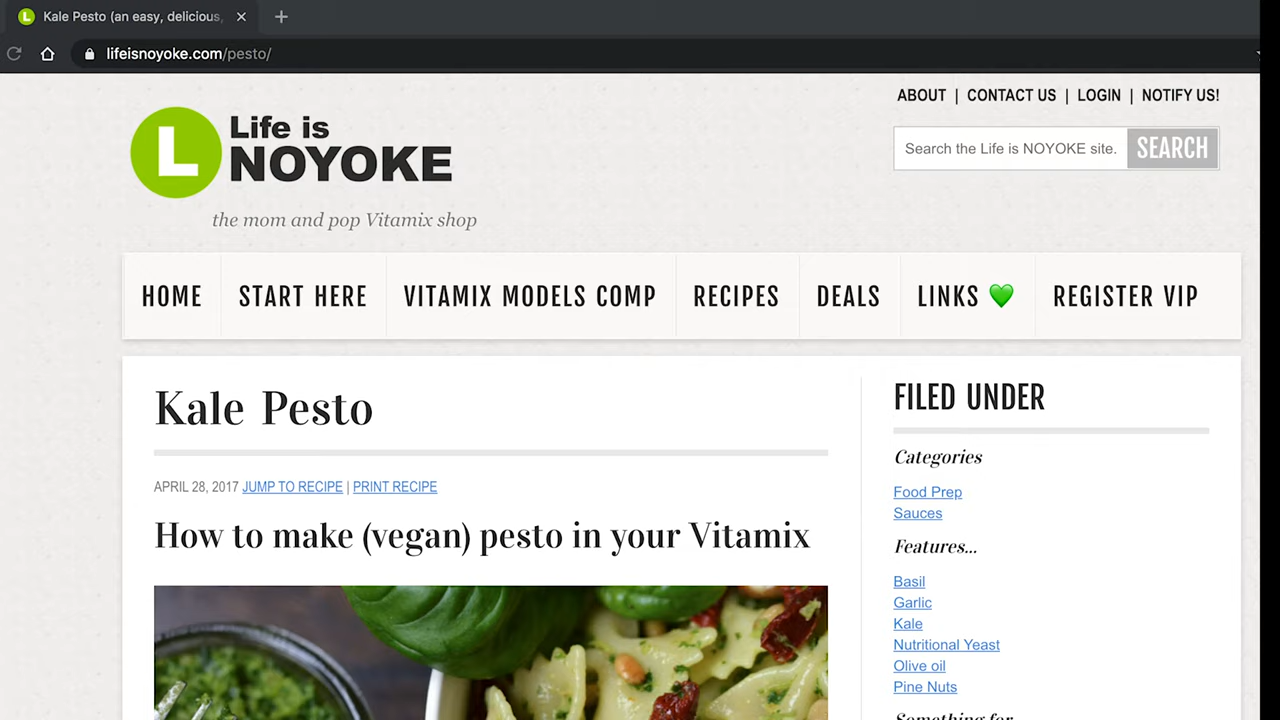 L Kale Pesto (an easy, delicious,
lifeisnoyoke.com/pesto/
ABOUT | CONTACT US | LOGIN | NOTIFY US!
L Life is
NOYOKE
the mom and pop Vitamix shop
Search the Life is NOYOKE site. SEARCH
HOME START HERE VITAMIX MODELS COMP RECIPES DEALS LINKS 💚 REGISTER VIP
Kale Pesto
APRIL 28, 2017 JUMP TO RECIPE | PRINT RECIPE
How to make (vegan) pesto in your Vitamix
FILED UNDER
Categories
Food Prep
Sauces
Features...
Basil
Garlic
Kale
Nutritional Yeast
Olive oil
Pine Nuts
Something for